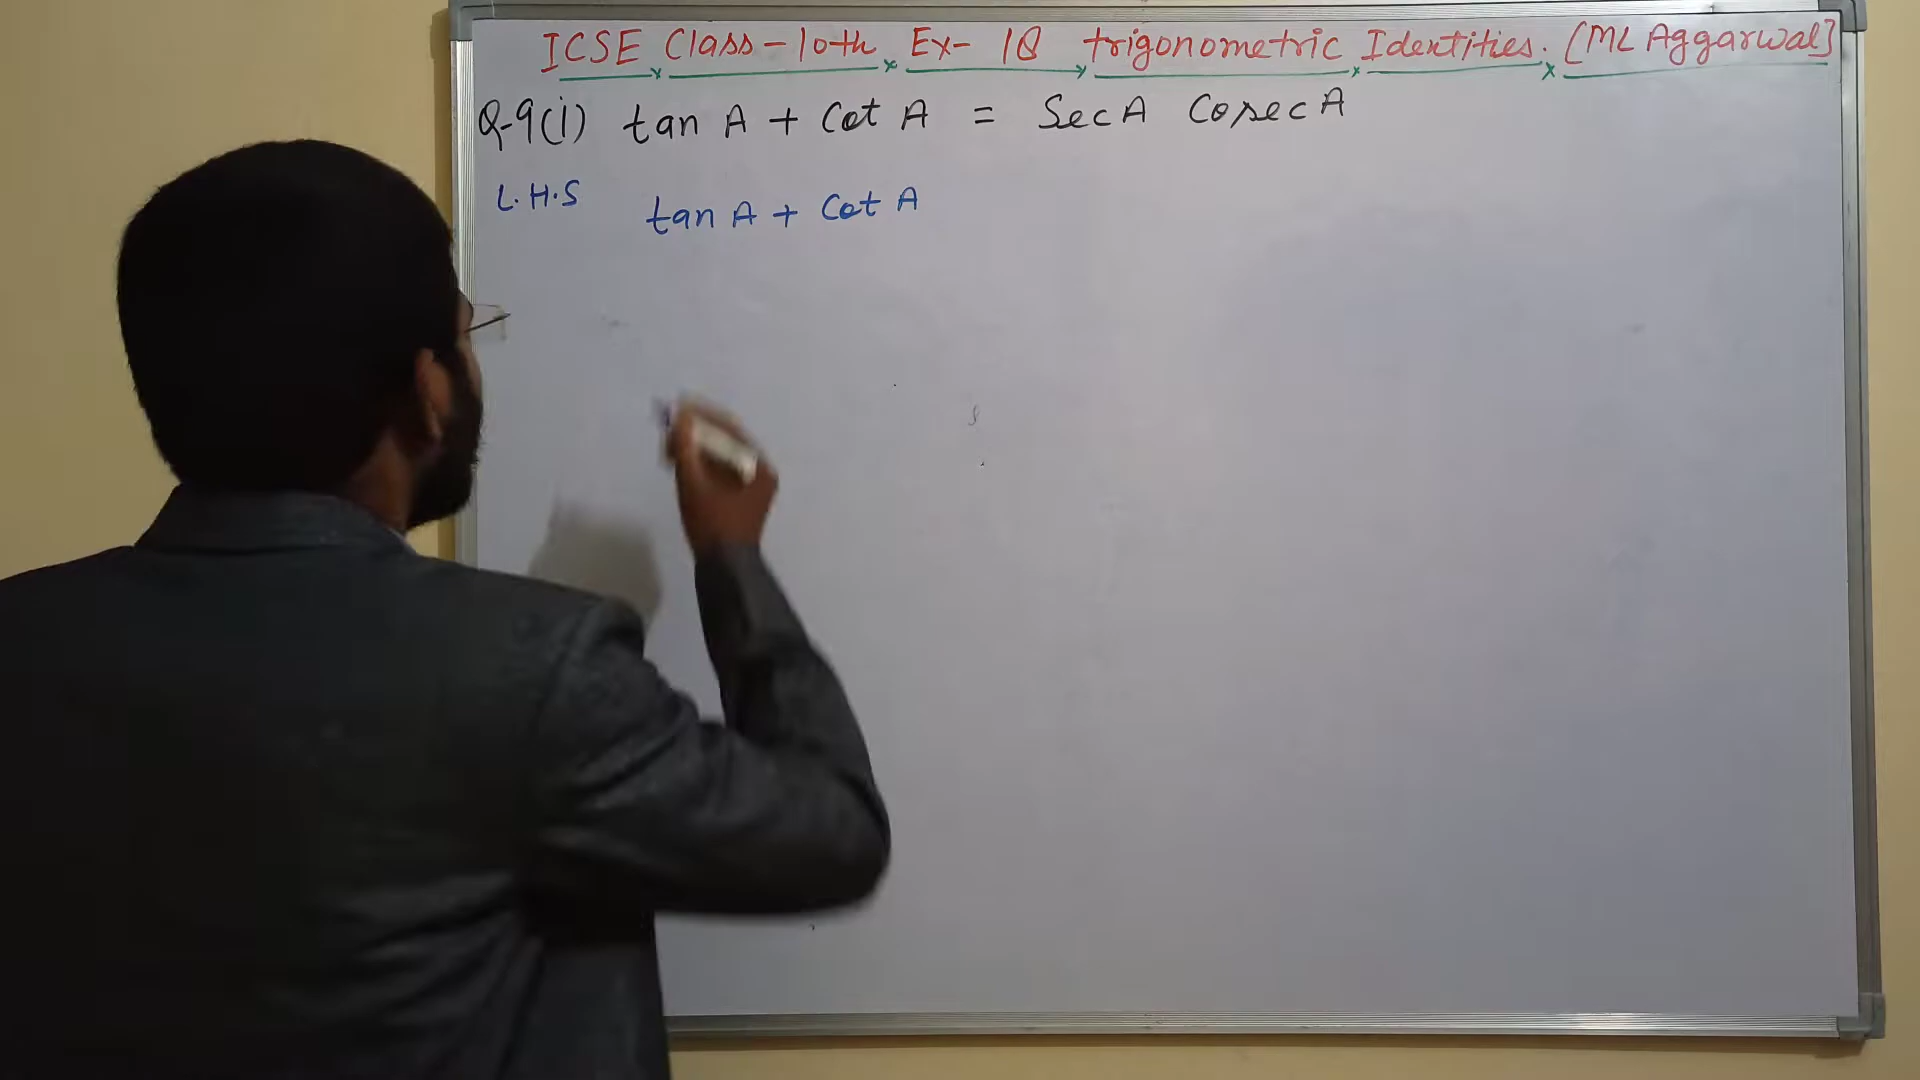 ICSE Class-10th Ex- 18 trigonometric Identities. [ML Aggarwal]
Q-9(i) tan A + Cot A = Sec A Cosec A
L.H.S tan A + Cot A